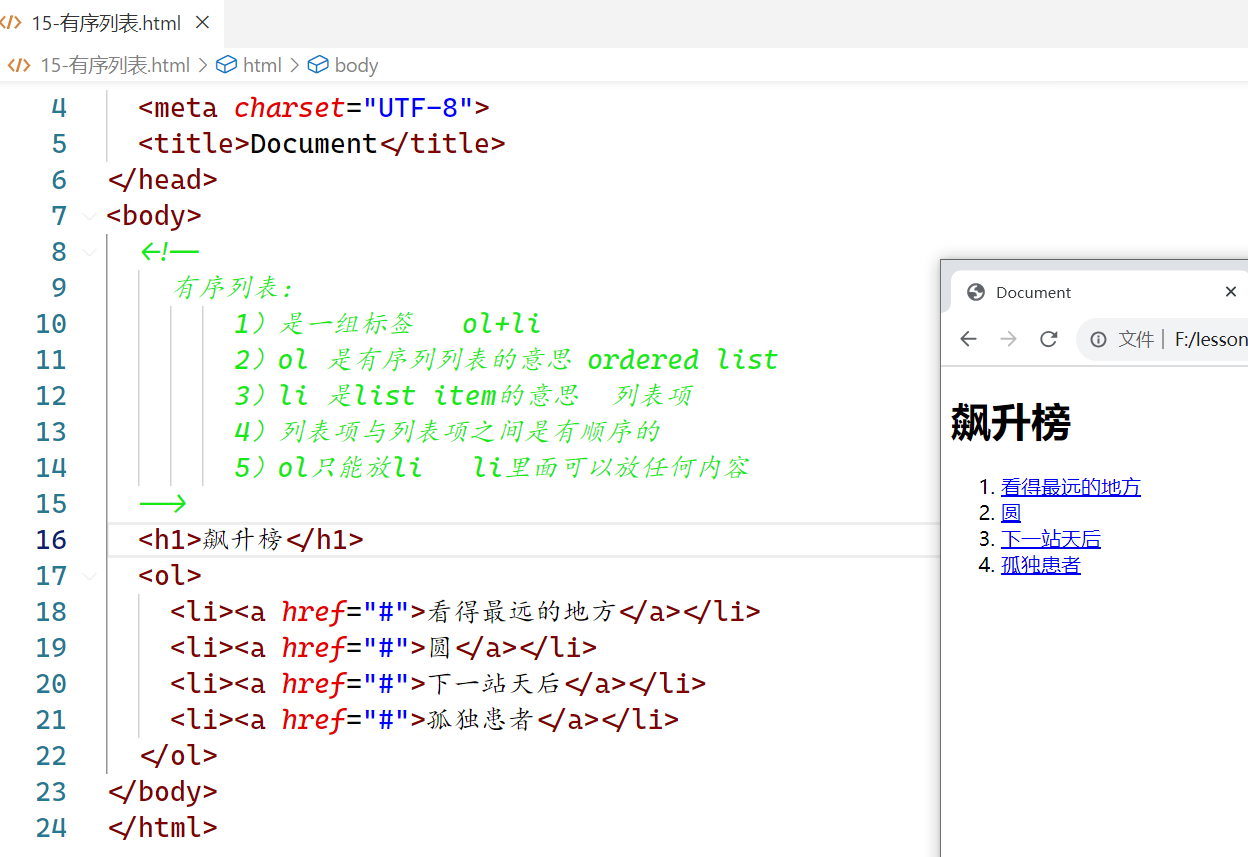 15-有序列表.html
15-有序列表.html > html > body
4 <meta charset="UTF-8">
5 <title>Document</title>
6 </head>
7 <body>
8 <!--
9 有序列表：
10 1）是一组标签 ol+li
11 2）ol 是有序列列表的意思 ordered list
12 3）li 是list item的意思 列表项
13 4）列表项与列表项之间是有顺序的
14 5）ol只能放li li里面可以放任何内容
15 -->
16 <h1>飙升榜</h1>
17 <ol>
18 <li><a href="#">看得最远的地方</a></li>
19 <li><a href="#">圆</a></li>
20 <li><a href="#">下一站天后</a></li>
21 <li><a href="#">孤独患者</a></li>
22 </ol>
23 </body>
24 </html>
Document
文件 | F:/lesson
飙升榜
1. 看得最远的地方
2. 圆
3. 下一站天后
4. 孤独患者